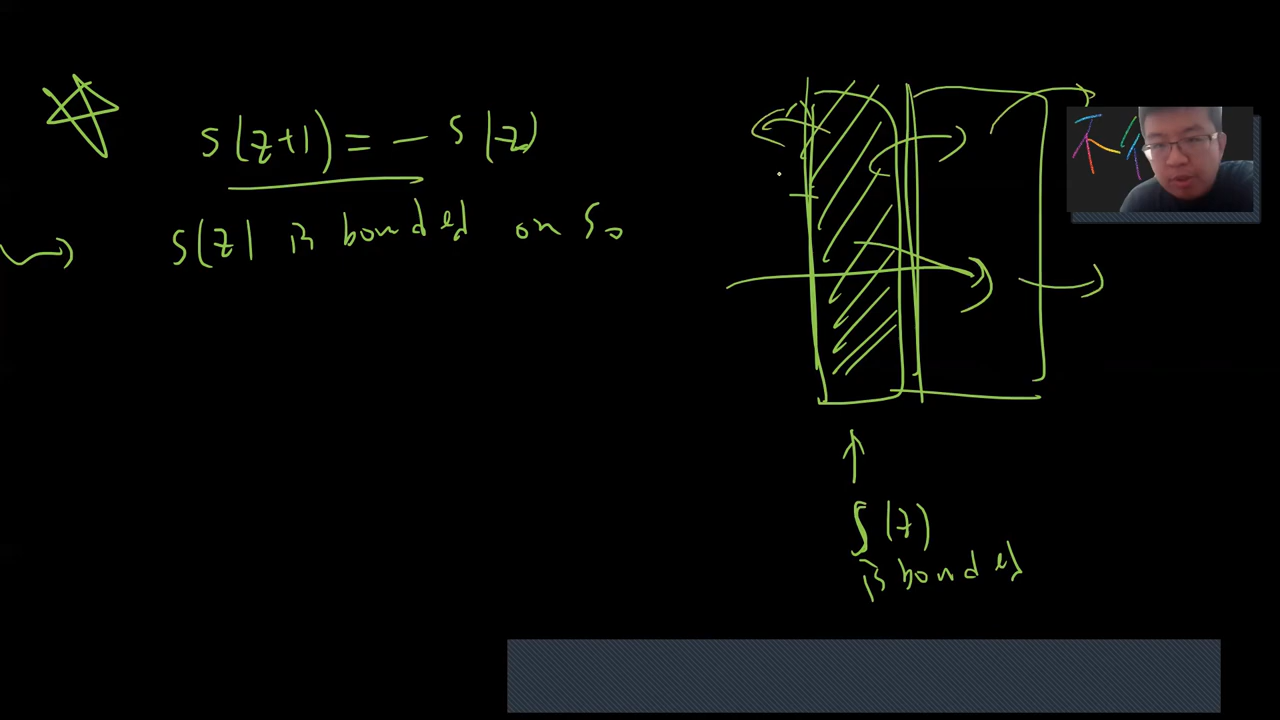 s(z+1) = - s(z)
s(z) is bounded on S₀
s(z)
is bounded